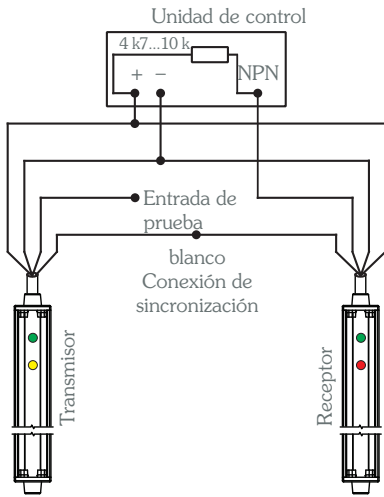 Unidad de control
4 k7...10 k
+ − NPN
Entrada de
prueba
blanco
Conexión de
sincronización
Transmisor
Receptor